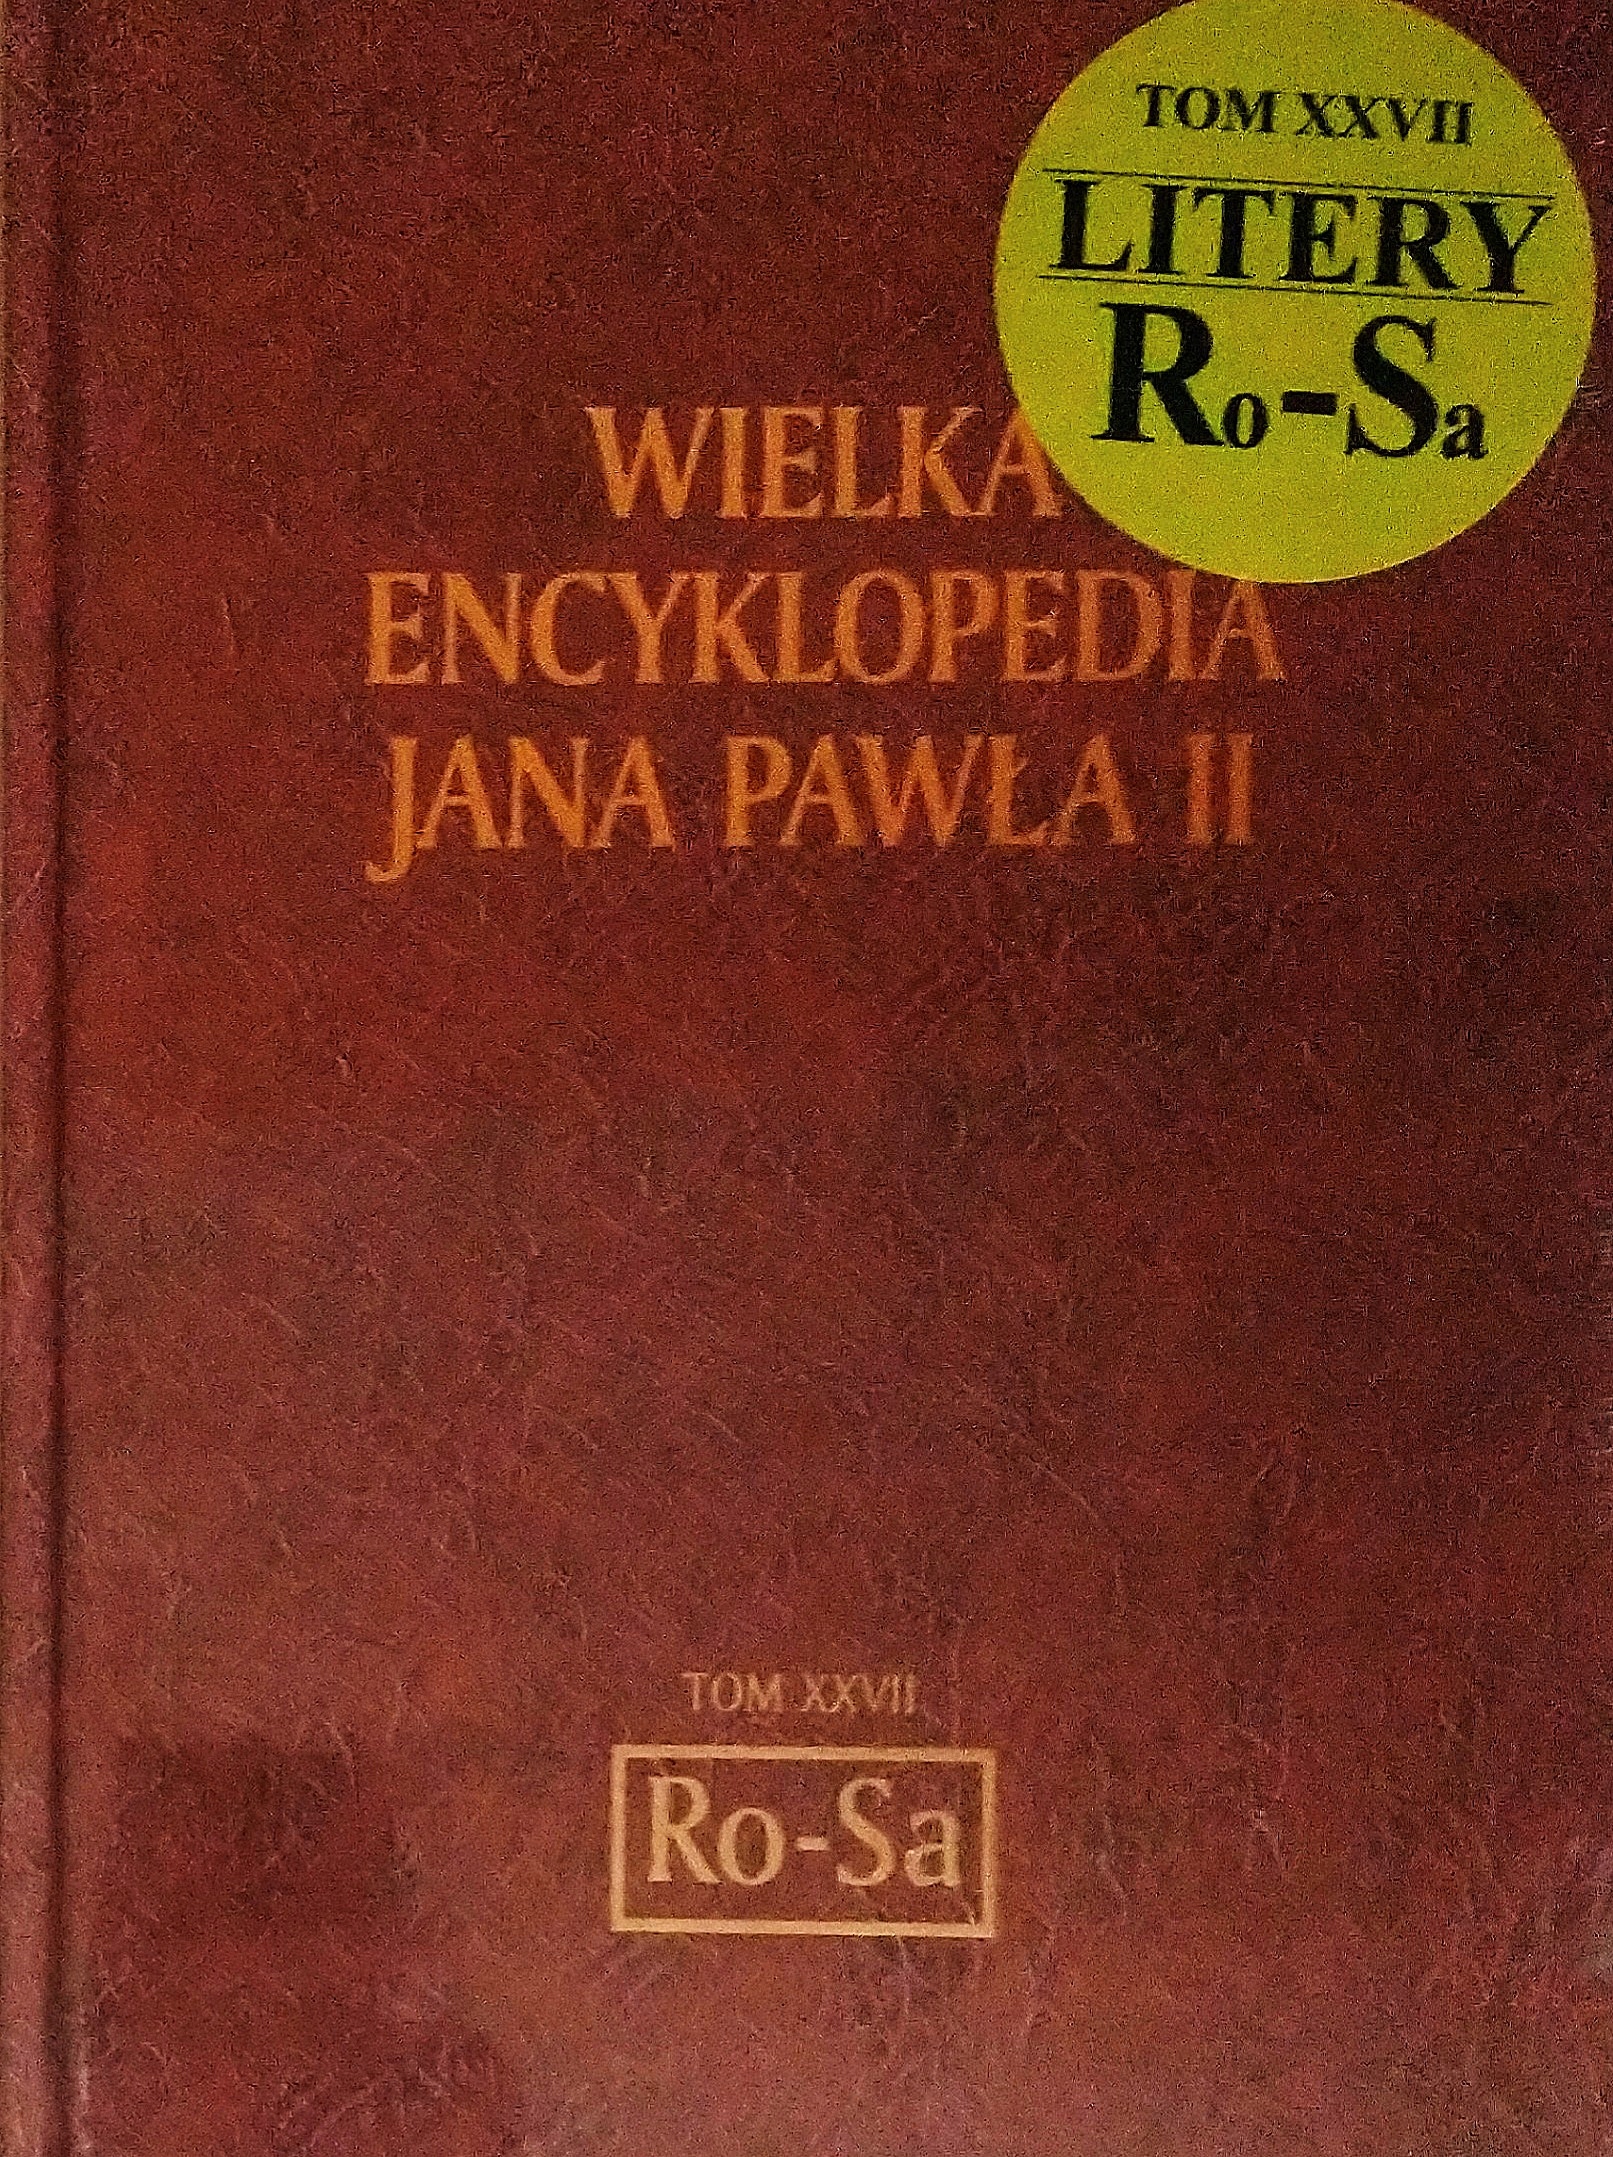 TOM XXVII
LITERY
Ro-Sa
WIELKA
ENCYKLOPEDIA
JANA PAWŁA II
TOM XXVII
Ro-Sa